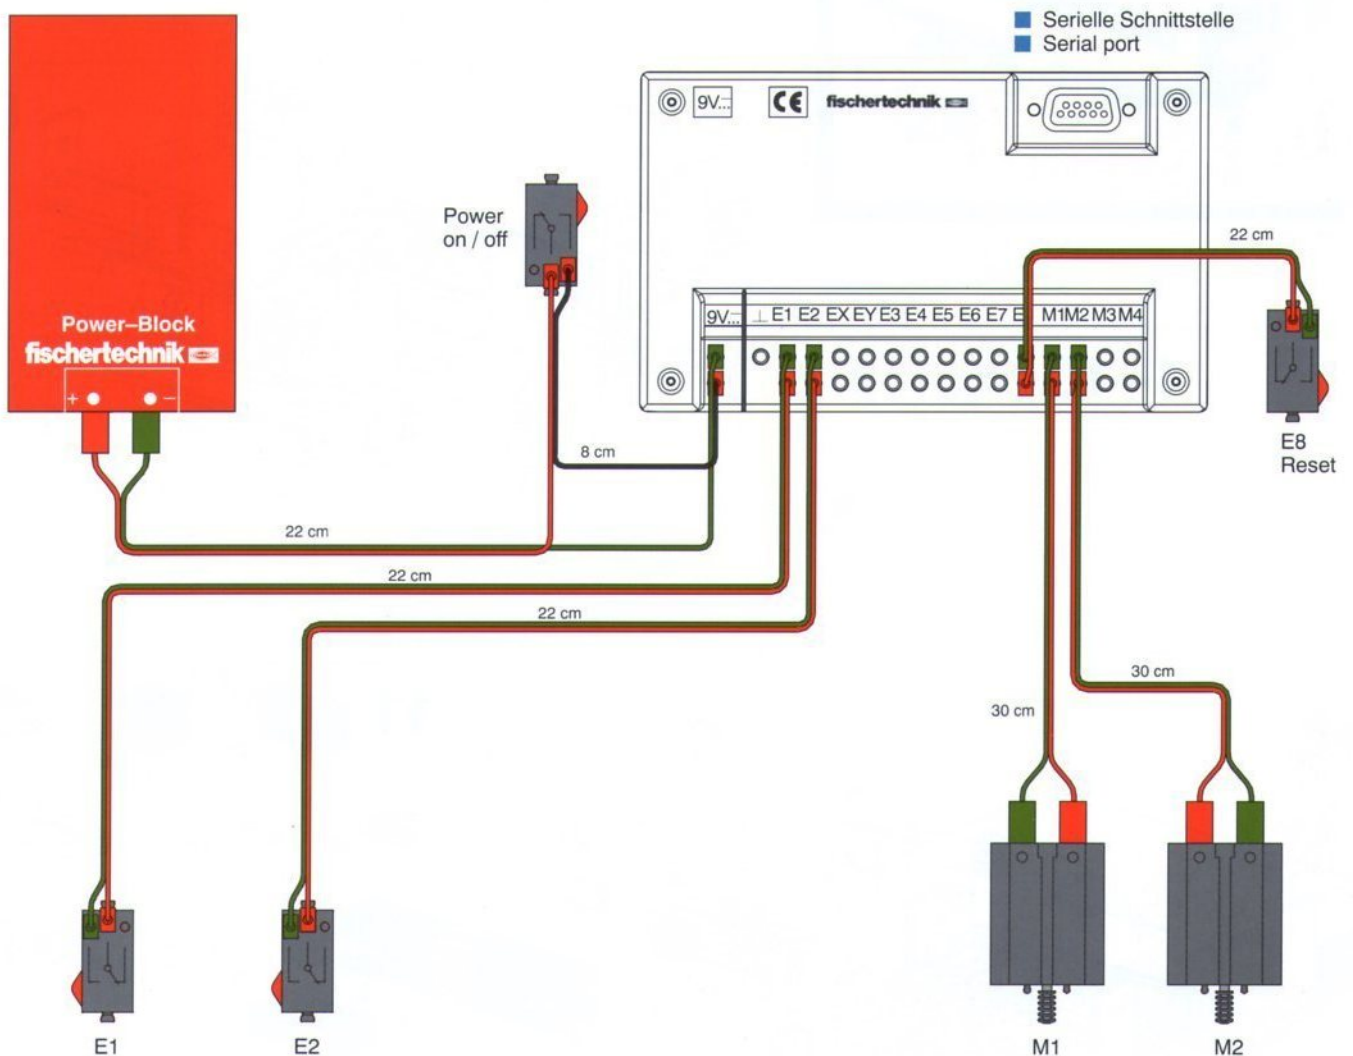 Serielle Schnittstelle
Serial port
9V...
CE
fischertechnik
Power
on / off
22 cm
9V...
⊥ E1 E2 EX EY E3 E4 E5 E6 E7 M1 M2 M3 M4
Power–Block
fischertechnik
+ −
E8
Reset
8 cm
22 cm
22 cm
22 cm
30 cm
30 cm
E1
E2
M1
M2